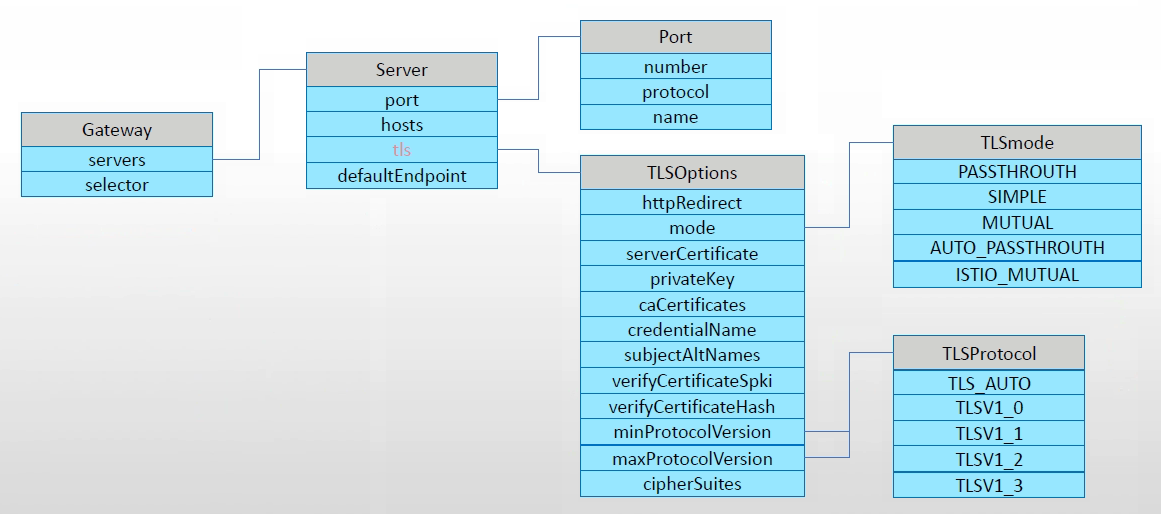 Gateway
servers
selector
Server
port
hosts
tls
defaultEndpoint
Port
number
protocol
name
TLSOptions
httpRedirect
mode
serverCertificate
privateKey
caCertificates
credentialName
subjectAltNames
verifyCertificateSpki
verifyCertificateHash
minProtocolVersion
maxProtocolVersion
cipherSuites
TLSmode
PASSTHROUTH
SIMPLE
MUTUAL
AUTO_PASSTHROUTH
ISTIO_MUTUAL
TLSProtocol
TLS_AUTO
TLSV1_0
TLSV1_1
TLSV1_2
TLSV1_3